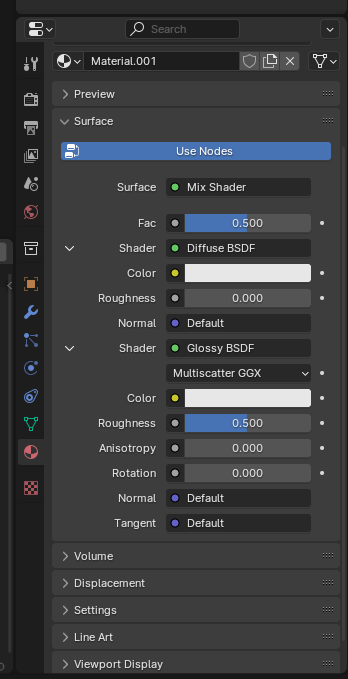 Search
Material.001
Preview
Surface
Use Nodes
Surface Mix Shader
Fac 0.500
Shader Diffuse BSDF
Color
Roughness 0.000
Normal Default
Shader Glossy BSDF
Multiscatter GGX
Color
Roughness 0.500
Anisotropy 0.000
Rotation 0.000
Normal Default
Tangent Default
Volume
Displacement
Settings
Line Art
Viewport Display